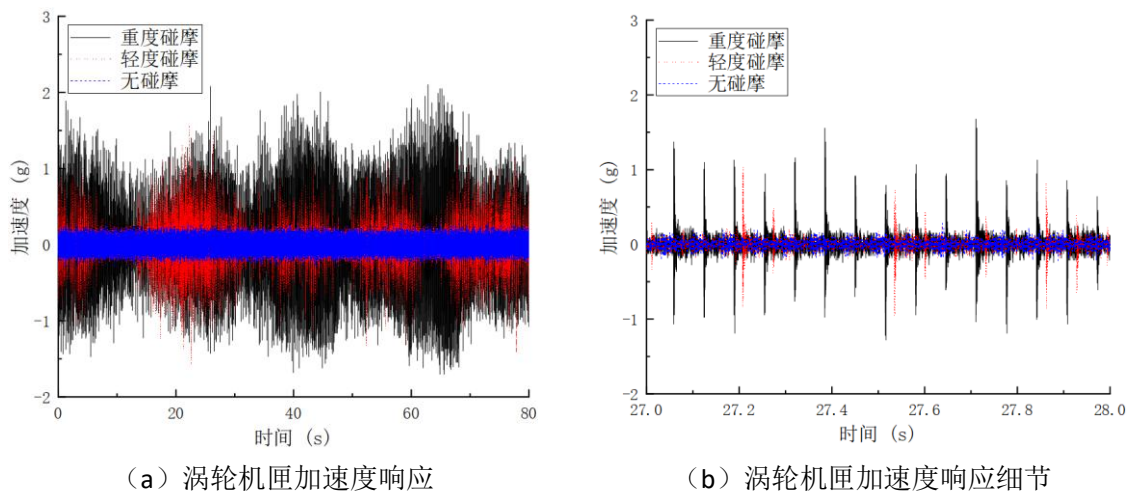 3
重度碰摩
轻度碰摩
无碰摩
2
1
0
-1
-2
加速度 (g)
0
20
40
60
80
时间 (s)
(a) 涡轮机匣加速度响应
3
重度碰摩
轻度碰摩
无碰摩
2
1
0
-1
-2
加速度 (g)
27.0
27.2
27.4
27.6
27.8
28.0
时间 (s)
(b) 涡轮机匣加速度响应细节